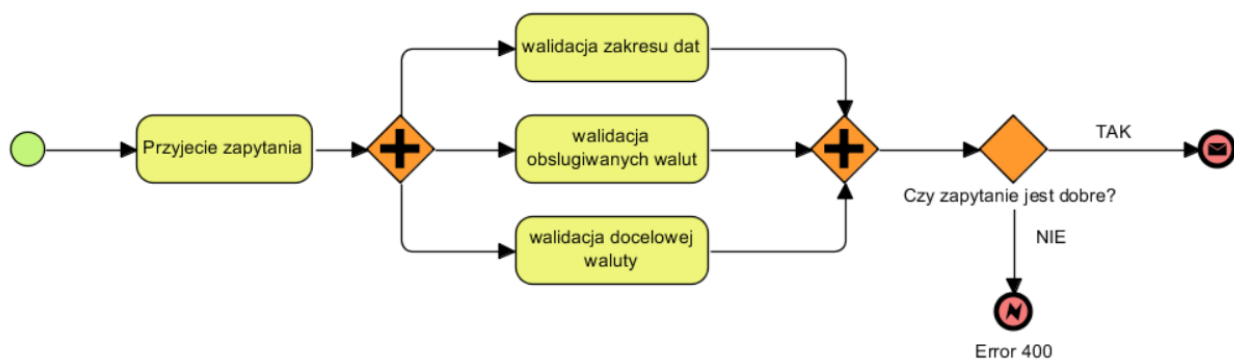 walidacja zakresu dat
Przyjecie zapytania
walidacja
obslugiwanych walut
TAK
Czy zapytanie jest dobre?
walidacja docelowej
waluty
NIE
Error 400